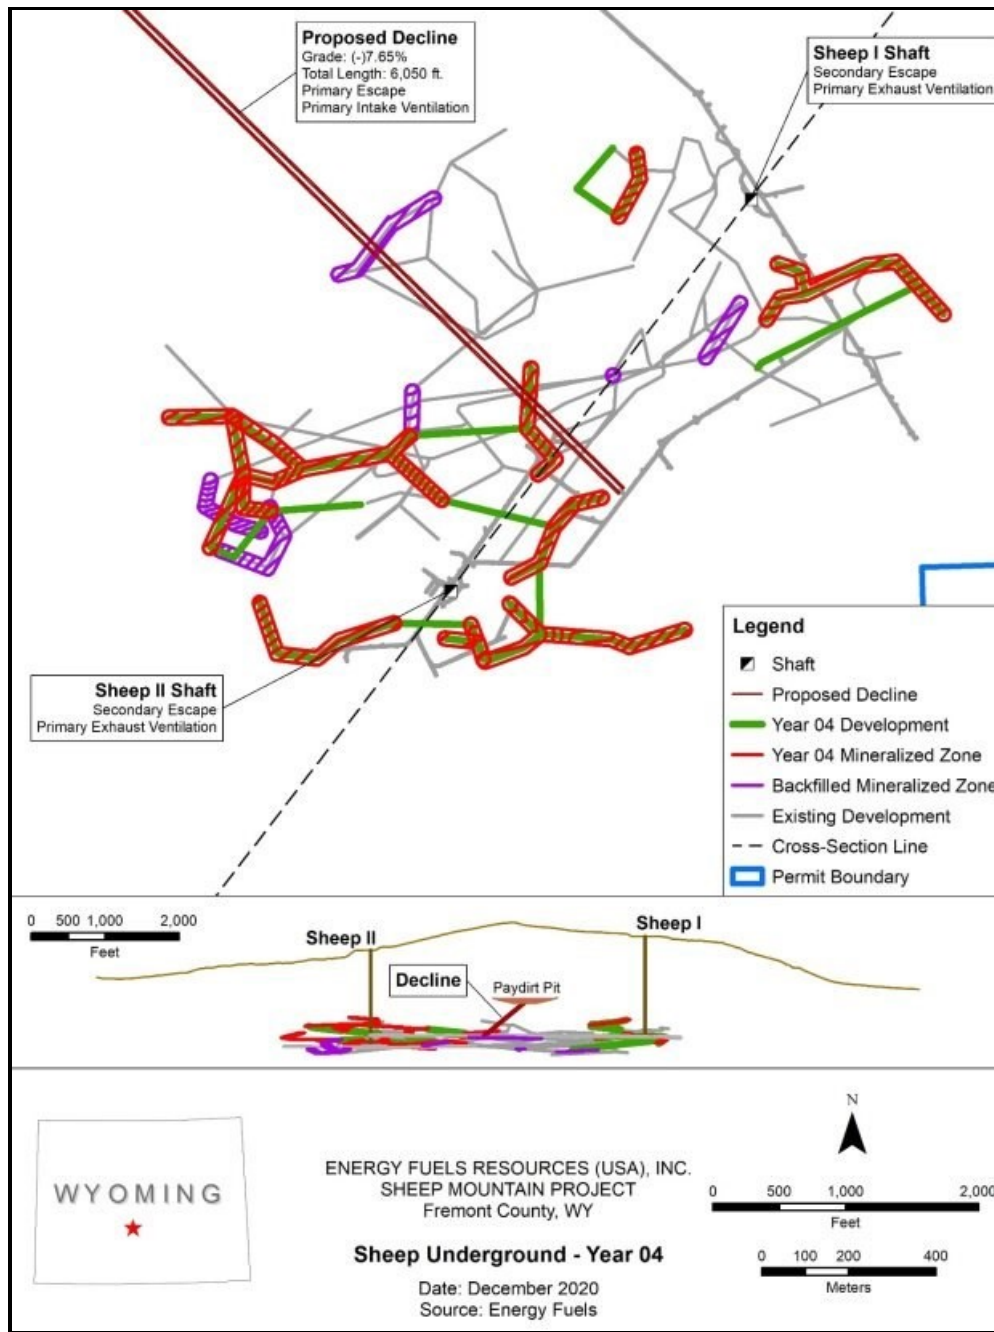 Proposed Decline
Grade: (-)7.65%
Total Length: 6,050 ft.
Primary Escape
Primary Intake Ventilation
Sheep I Shaft
Secondary Escape
Primary Exhaust Ventilation
Sheep II Shaft
Secondary Escape
Primary Exhaust Ventilation
Legend
Shaft
Proposed Decline
Year 04 Development
Year 04 Mineralized Zone
Backfilled Mineralized Zone
Existing Development
Cross-Section Line
Permit Boundary
0 500 1,000 2,000
Feet
Sheep II
Sheep I
Decline
Paydirt Pit
WYOMING
ENERGY FUELS RESOURCES (USA), INC.
SHEEP MOUNTAIN PROJECT
Fremont County, WY
Sheep Underground - Year 04
Date: December 2020
Source: Energy Fuels
N
0 500 1,000 2,000
Feet
0 100 200 400
Meters